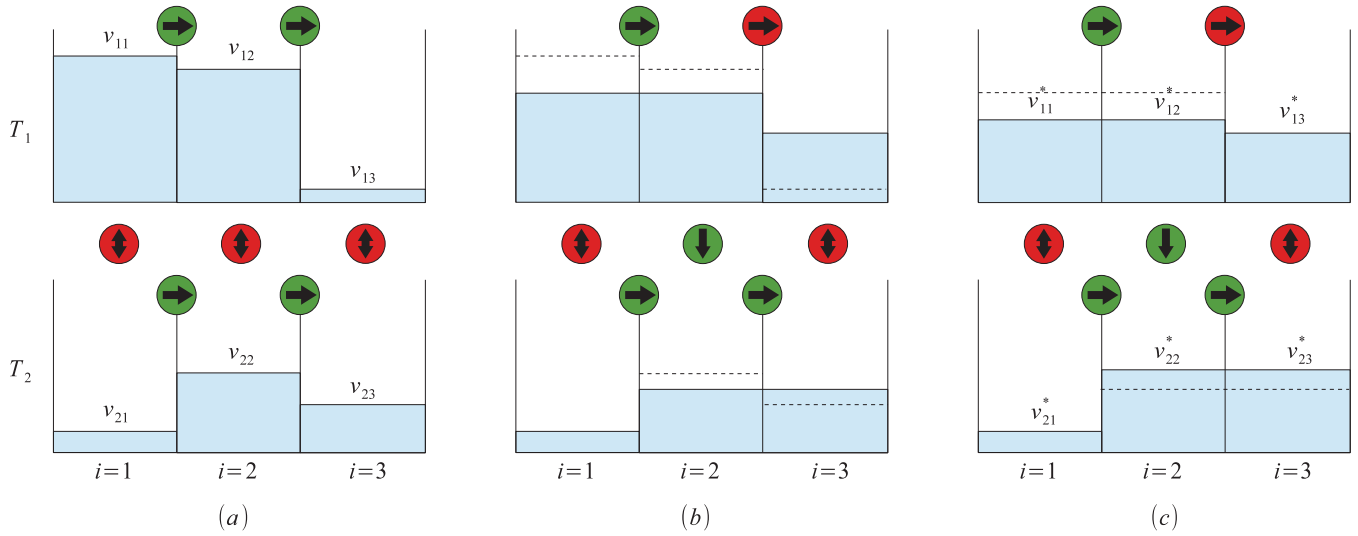 v11 v12 v13
v*11 v*12 v*13
T1
v21 v22 v23
v*21 v*22 v*23
T2
i=1 i=2 i=3 i=1 i=2 i=3 i=1 i=2 i=3
(a) (b) (c)